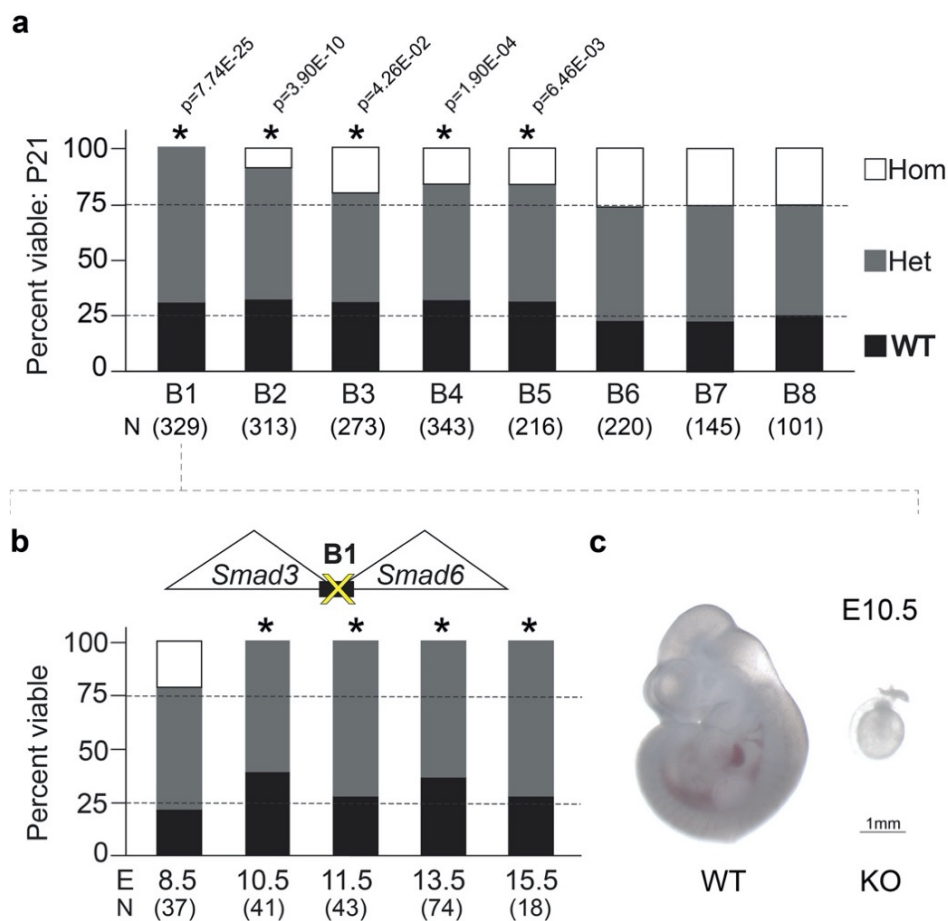 a
p=7.74E-25 p=3.90E-10 p=4.26E-02 p=1.90E-04 p=6.46E-03
* * * * *
Percent viable: P21
100
75
50
25
0
Hom
Het
WT
B1 B2 B3 B4 B5 B6 B7 B8
N (329) (313) (273) (343) (216) (220) (145) (101)
b
B1
Smad3 Smad6
* * * *
Percent viable
100
75
50
25
0
E 8.5 10.5 11.5 13.5 15.5
N (37) (41) (43) (74) (18)
c
E10.5
1mm
WT KO